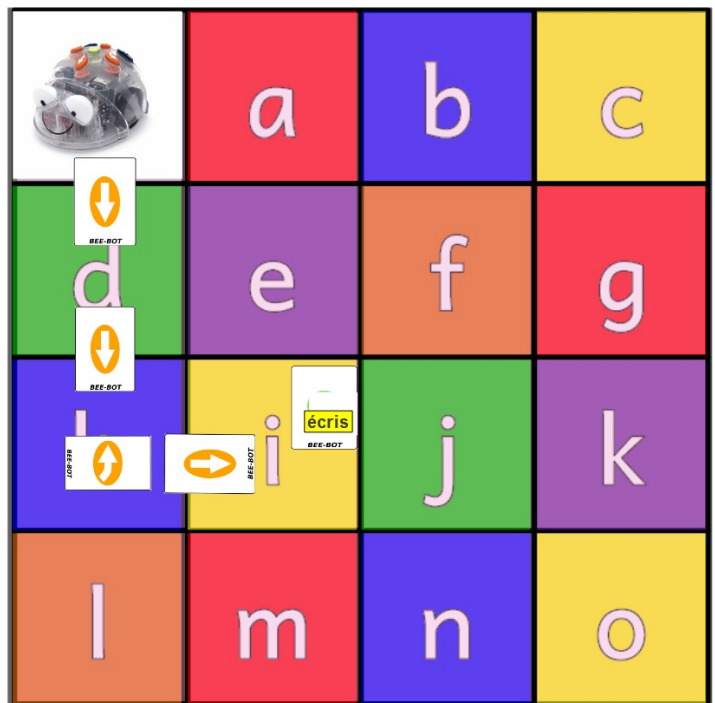 a b c
BEE-BOT
d e f g
BEE-BOT
écris
BEE-BOT
h i j k
BEE-BOT BEE-BOT
l m n o